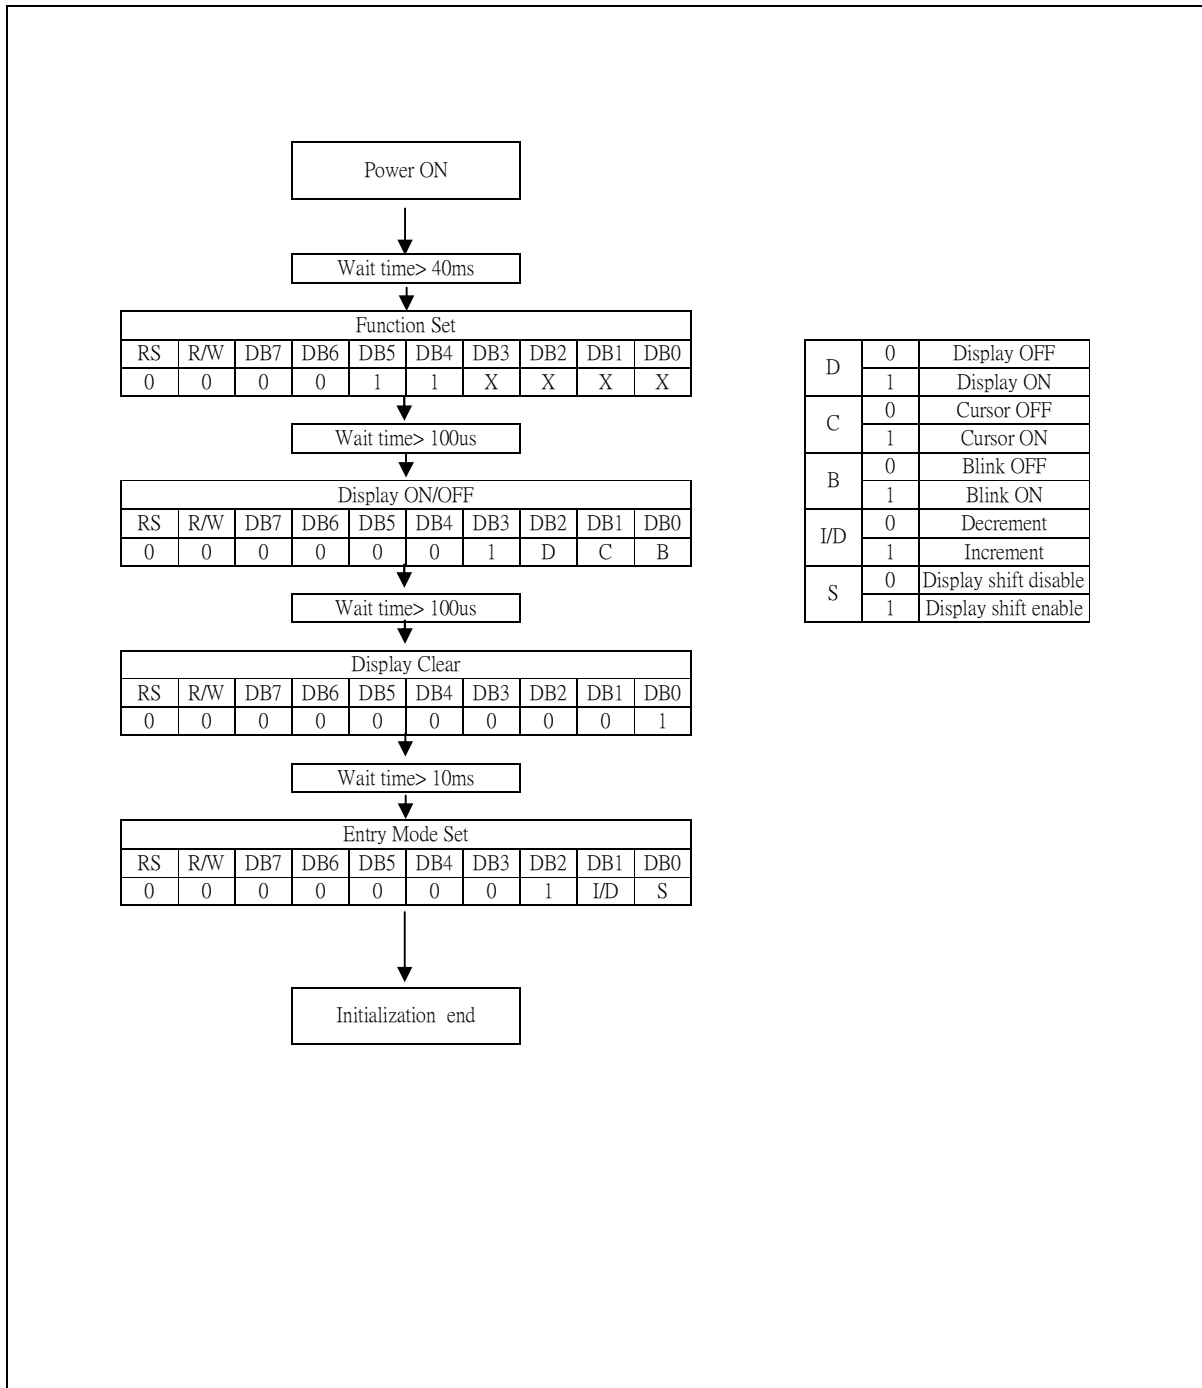 Power ON
Wait time> 40ms
Function Set
RS R/W DB7 DB6 DB5 DB4 DB3 DB2 DB1 DB0
0 0 0 0 1 1 X X X X
Wait time> 100us
Display ON/OFF
RS R/W DB7 DB6 DB5 DB4 DB3 DB2 DB1 DB0
0 0 0 0 0 0 1 D C B
Wait time> 100us
Display Clear
RS R/W DB7 DB6 DB5 DB4 DB3 DB2 DB1 DB0
0 0 0 0 0 0 0 0 0 1
Wait time> 10ms
Entry Mode Set
RS R/W DB7 DB6 DB5 DB4 DB3 DB2 DB1 DB0
0 0 0 0 0 0 0 1 I/D S
Initialization end
D 0 Display OFF
1 Display ON
C 0 Cursor OFF
1 Cursor ON
B 0 Blink OFF
1 Blink ON
I/D 0 Decrement
1 Increment
S 0 Display shift disable
1 Display shift enable